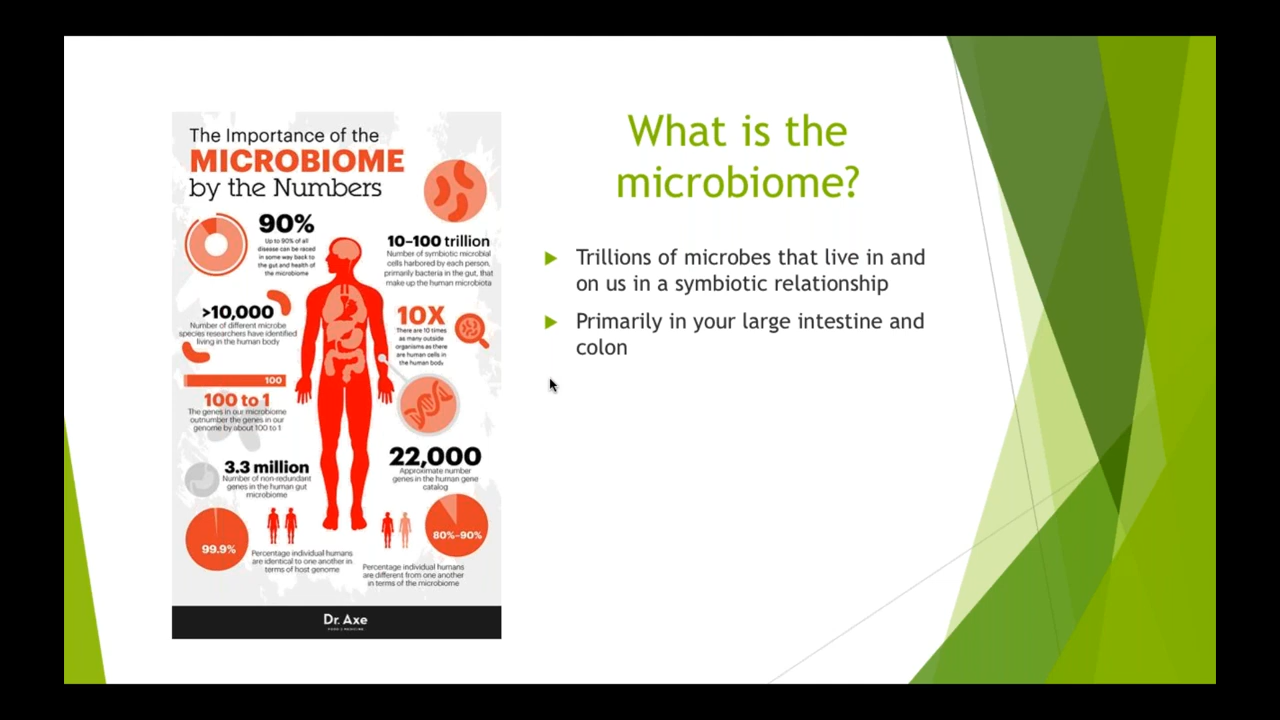 The Importance of the
MICROBIOME
by the Numbers
90%
Up to 90% of all
disease can be raced
in some way back to
the gut and health of
the microbiome
10–100 trillion
Number of symbiotic microbial
cells harbored by each person,
primarily bacteria in the gut, that
make up the human microbiota
>10,000
Number of different microbe
species researchers have identified
living in the human body
10X
There are 10 times
as many outside
organisms as there
are human cells in
the human body
100
100 to 1
The genes in our microbiome
outnumber the genes in our
genome by about 100 to 1
22,000
Approximate number
genes in the human gene
catalog
3.3 million
Number of non-redundant
genes in the human gut
microbiome
99.9%
Percentage individual humans
are identical to one another in
terms of host genome
80%–90%
Percentage individual humans
are different from one another
in terms of the microbiome
Dr. Axe
What is the
microbiome?
Trillions of microbes that live in and
on us in a symbiotic relationship
Primarily in your large intestine and
colon